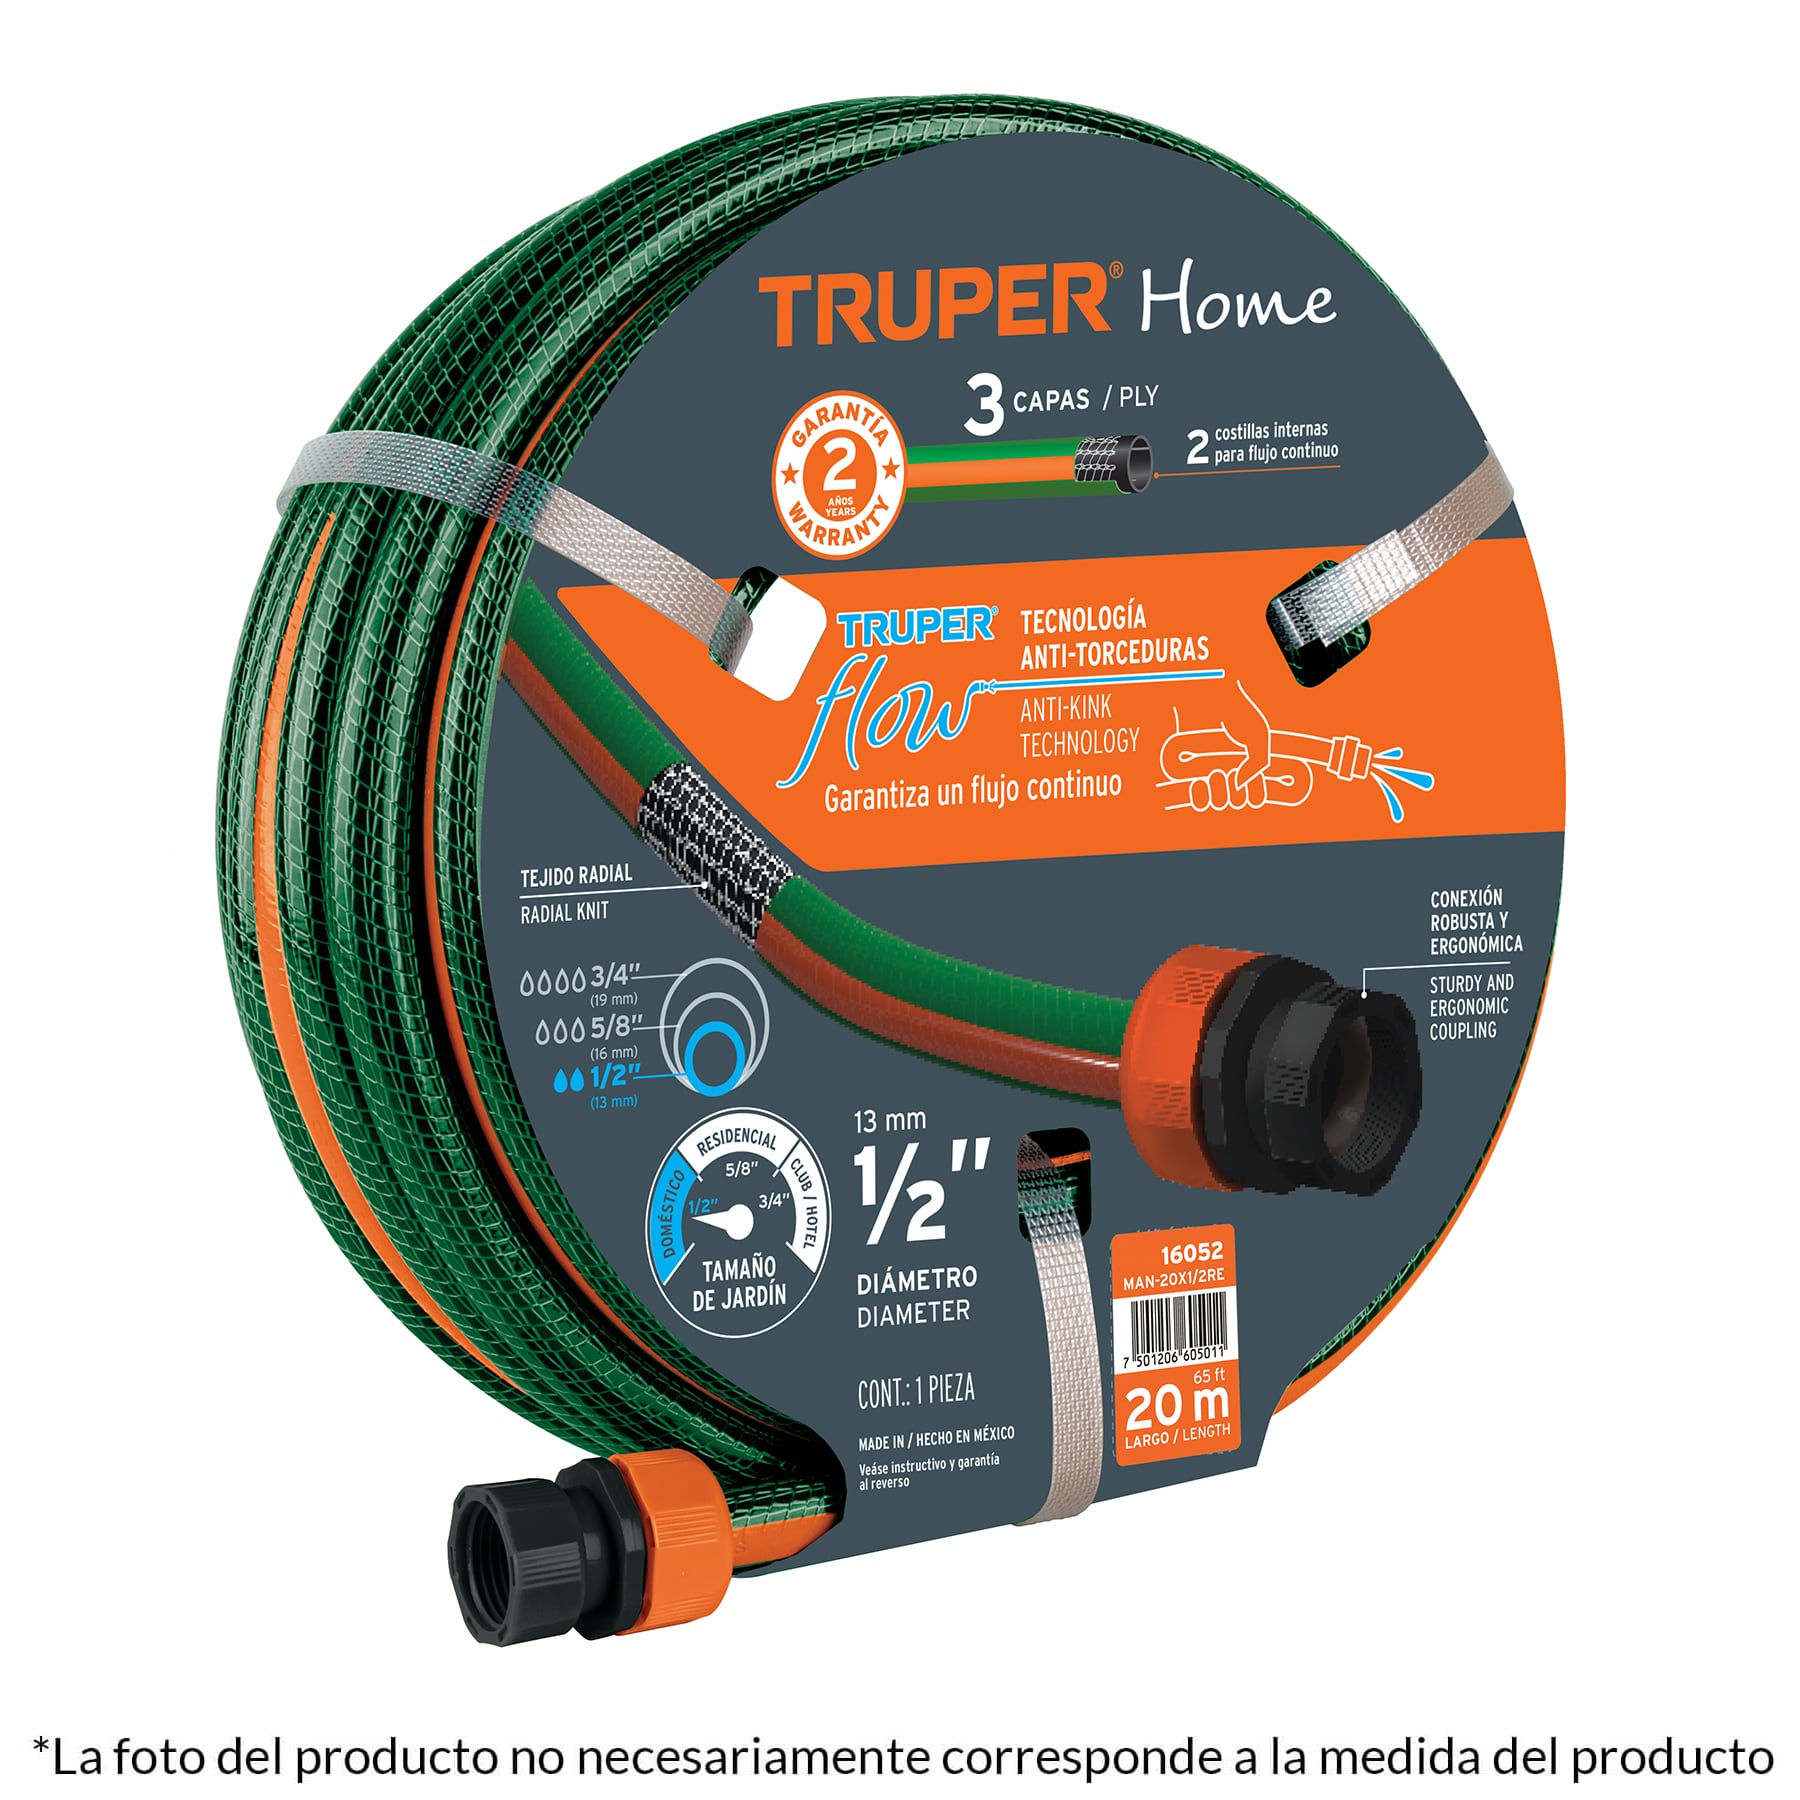 TRUPER® Home
3 CAPAS / PLY
GARANTÍA
2
AÑOS
YEARS
WARRANTY
2 costillas internas
para flujo continuo
TRUPER®
flow
TECNOLOGÍA
ANTI-TORCEDURAS
ANTI-KINK
TECHNOLOGY
Garantiza un flujo continuo
TEJIDO RADIAL
RADIAL KNIT
3/4"
(19 mm)
5/8"
(16 mm)
1/2"
(13 mm)
CONEXIÓN
ROBUSTA Y
ERGONÓMICA
STURDY AND
ERGONOMIC
COUPLING
DOMÉSTICO
RESIDENCIAL
CLUB / HOTEL
1/2"
5/8"
3/4"
TAMAÑO
DE JARDÍN
13 mm
1/2"
DIÁMETRO
DIAMETER
CONT.: 1 PIEZA
MADE IN / HECHO EN MÉXICO
Veáse instructivo y garantía
al reverso
16052
MAN-20X1/2RE
7 501206 605011
65 ft
20 m
LARGO / LENGTH
*La foto del producto no necesariamente corresponde a la medida del producto